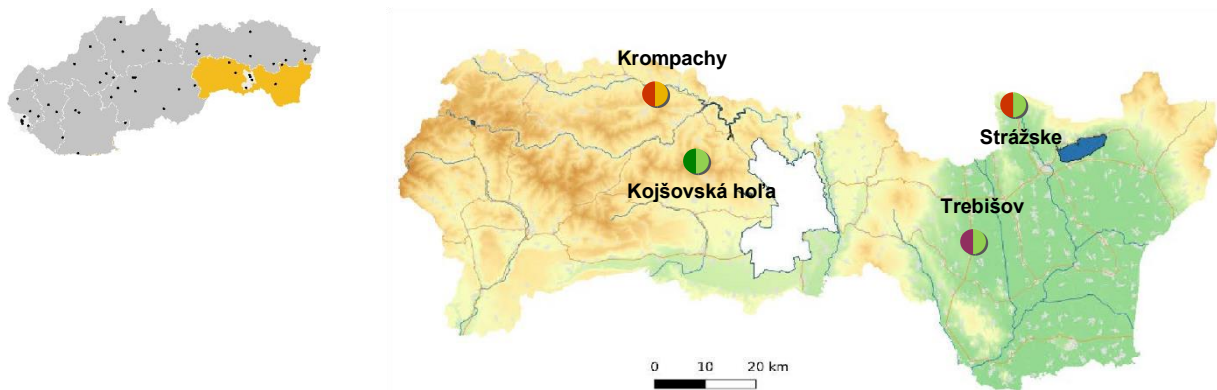 Krompachy
Strážske
Kojšovská hoľa
Trebišov
0 10 20 km